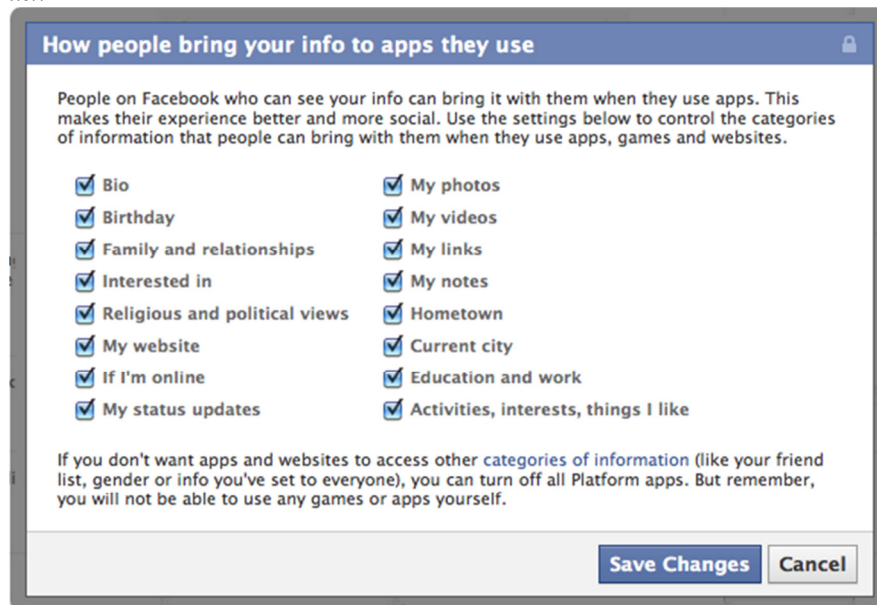 How people bring your info to apps they use
People on Facebook who can see your info can bring it with them when they use apps. This
makes their experience better and more social. Use the settings below to control the categories
of information that people can bring with them when they use apps, games and websites.
Bio
My photos
Birthday
My videos
Family and relationships
My links
Interested in
My notes
Religious and political views
Hometown
My website
Current city
If I'm online
Education and work
My status updates
Activities, interests, things I like
If you don't want apps and websites to access other categories of information (like your friend
list, gender or info you've set to everyone), you can turn off all Platform apps. But remember,
you will not be able to use any games or apps yourself.
Save Changes
Cancel